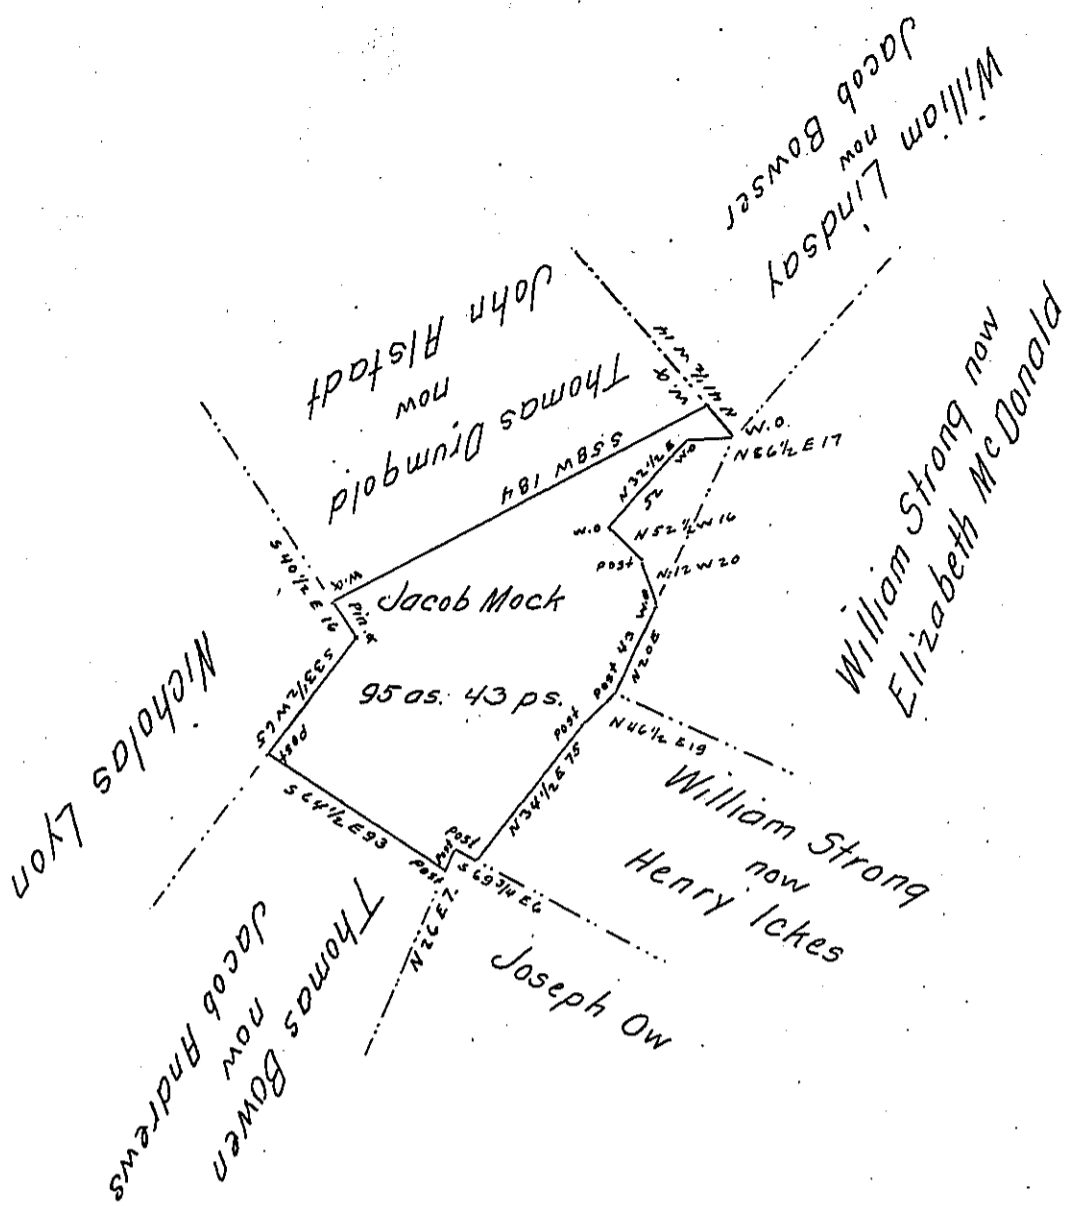 William Lindsay
now
Jacob Bowser
Thomas Drumgold
now
John Alstadt
N 41½ W 14
W.O.
W.O.
N 86½ E 17
W.O
S 58 W 184
N 32½ E
52
W.O
N 52½ W 16
Post
N 12 W 20
W.O
William Strong now
Elizabeth McDonald
S 40½ E 16
W.O
Pin.O
Jacob Mock
43
N 20 E
Post
95 as. 43 ps.
Nicholas Lyon
S 33½ W 65
Post
Post
N 46½ E 19
N 34½ E 75
S 64½ E 93
William Strong
now
Henry Ickes
Post
Post
Post
S 69¾ E 6
N 26 E 7
Thomas Bowen
now
Jacob Andrews
Joseph Ow